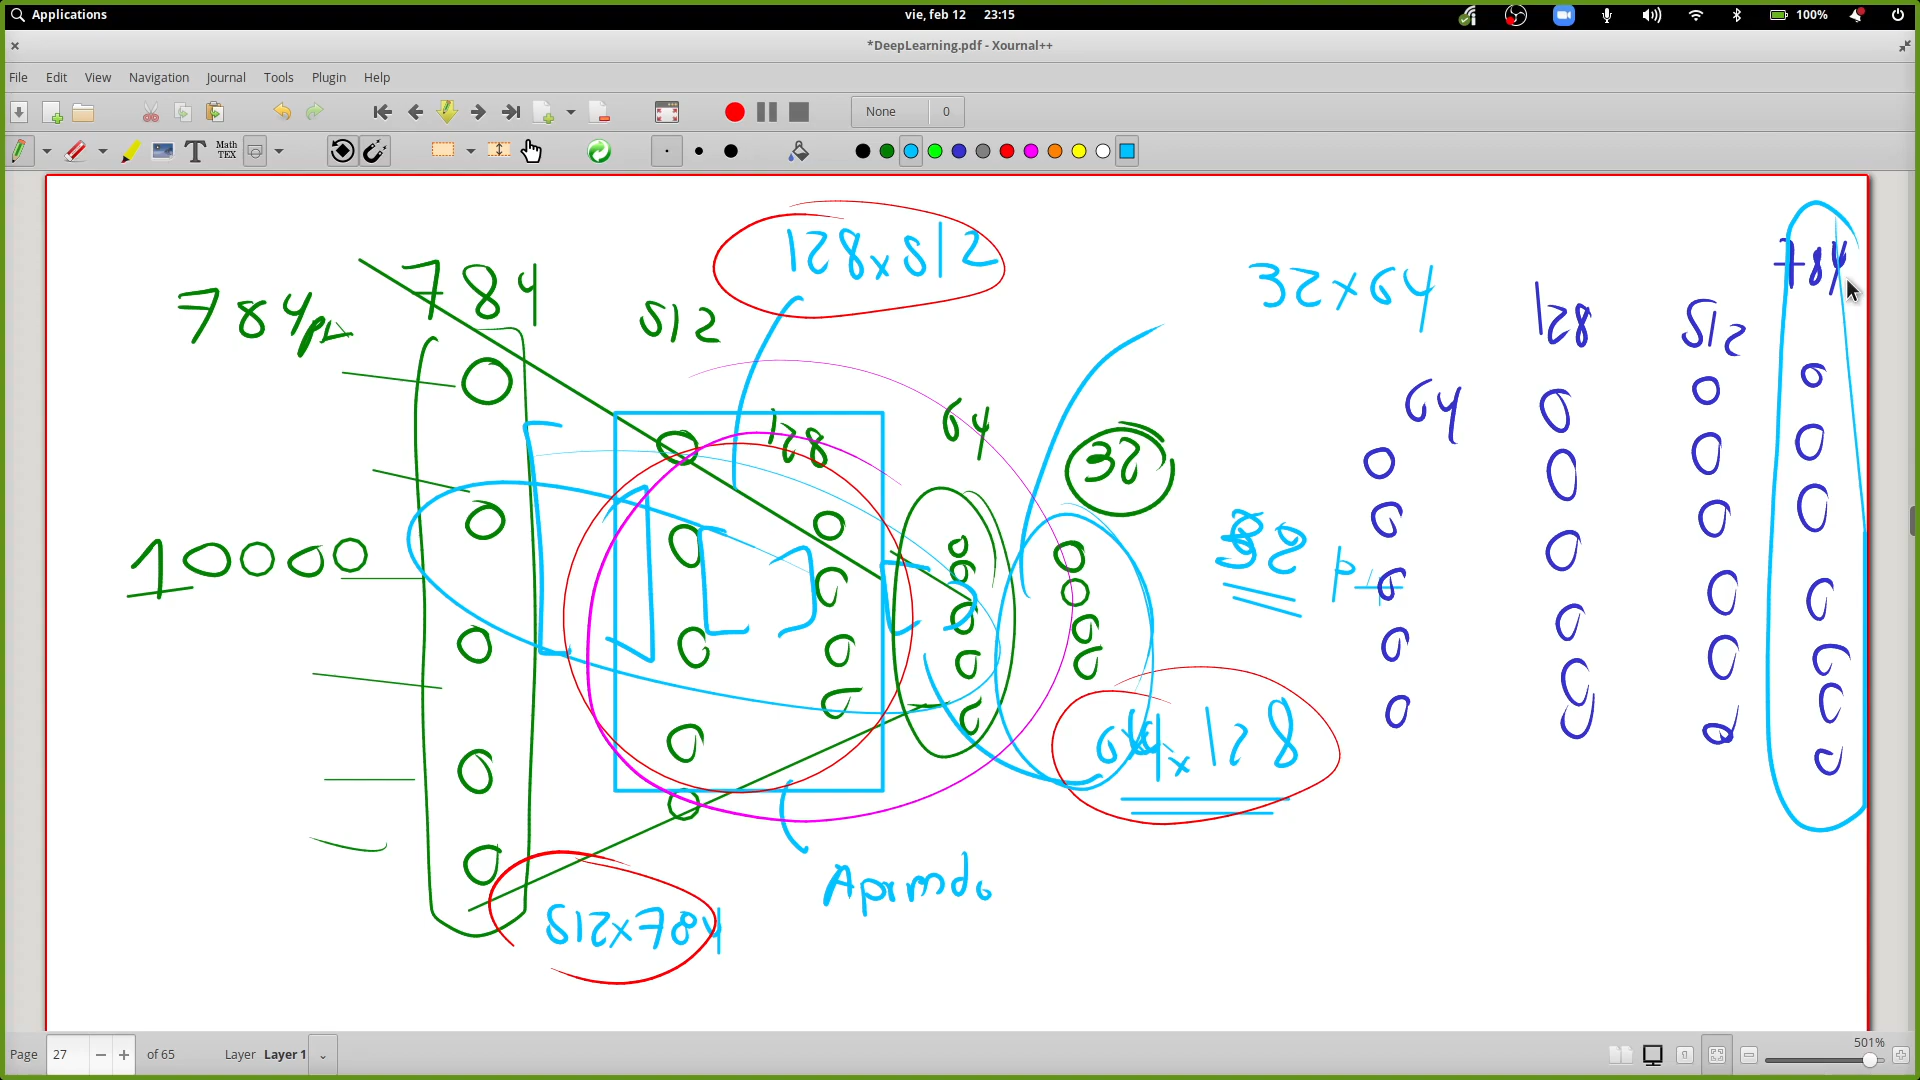 Applications
vie, feb 12 23:15
100%
*DeepLearning.pdf - Xournal++
File Edit View Navigation Journal Tools Plugin Help
None 0
T Math TEX
128x512
784
784
784px
512
32x64
128
512
64
128
64
32
10000
32 px
64x128
Aprendo
512x784
Page 27 of 65 Layer Layer 1
501%